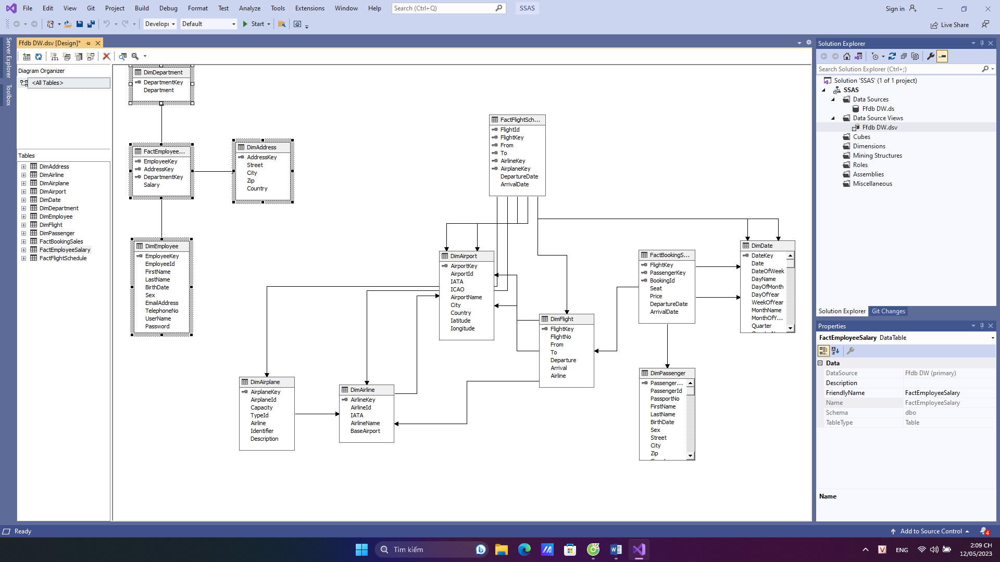 File Edit View Git Project Build Debug Format Test Analyze Tools Extensions Window Help Search (Ctrl+Q) SSAS Sign in
Developi Default Start Live Share
Server Explorer
Toolbox
Ffdb DW.dsv [Design]*
Diagram Organizer
<All Tables>
Tables
DimAddress
DimAirline
DimAirplane
DimAirport
DimDate
DimDepartment
DimEmployee
DimFlight
DimPassenger
FactBookingSales
FactEmployeeSalary
FactFlightSchedule
DimDepartment
DepartmentKey
Department
FactEmployee...
EmployeeKey
AddressKey
DepartmentKey
Salary
DimAddress
AddressKey
Street
City
Zip
Country
DimEmployee
EmployeeKey
EmployeeId
FirstName
LastName
BirthDate
Sex
EmailAddress
TelephoneNo
UserName
Password
FactFlightSch...
FlightId
FlightKey
From
To
AirlineKey
AirplaneKey
DepartureDate
ArrivalDate
DimAirport
AirportKey
AirportId
IATA
ICAO
AirportName
City
Country
latitude
longitude
DimFlight
FlightKey
FlightNo
From
To
Departure
Arrival
Airline
FactBookingS...
FlightKey
PassengerKey
BookingId
Seat
Price
DepartureDate
ArrivalDate
DimDate
DateKey
Date
DateOfWeek
DayName
DayOfMonth
DayOfYear
WeekOfYear
MonthName
MonthOfY...
Quarter
DimAirplane
AirplaneKey
AirplaneId
Capacity
TypeId
Airline
Identifier
Description
DimAirline
AirlineKey
AirlineId
IATA
AirlineName
BaseAirport
DimPassenger
Passenger...
PassengerId
PassportNo
FirstName
LastName
BirthDate
Sex
Street
City
Zip
Solution Explorer
Search Solution Explorer (Ctrl+;)
Solution 'SSAS' (1 of 1 project)
SSAS
Data Sources
Ffdb DW.ds
Data Source Views
Ffdb DW.dsv
Cubes
Dimensions
Mining Structures
Roles
Assemblies
Miscellaneous
Solution Explorer Git Changes
Properties
FactEmployeeSalary DataTable
Data
DataSource Ffdb DW (primary)
Description
FriendlyName FactEmployeeSalary
Name FactEmployeeSalary
Schema dbo
TableType Table
Name
Ready Add to Source Control 4
Tìm kiếm ENG 2:09 CH
12/05/2023